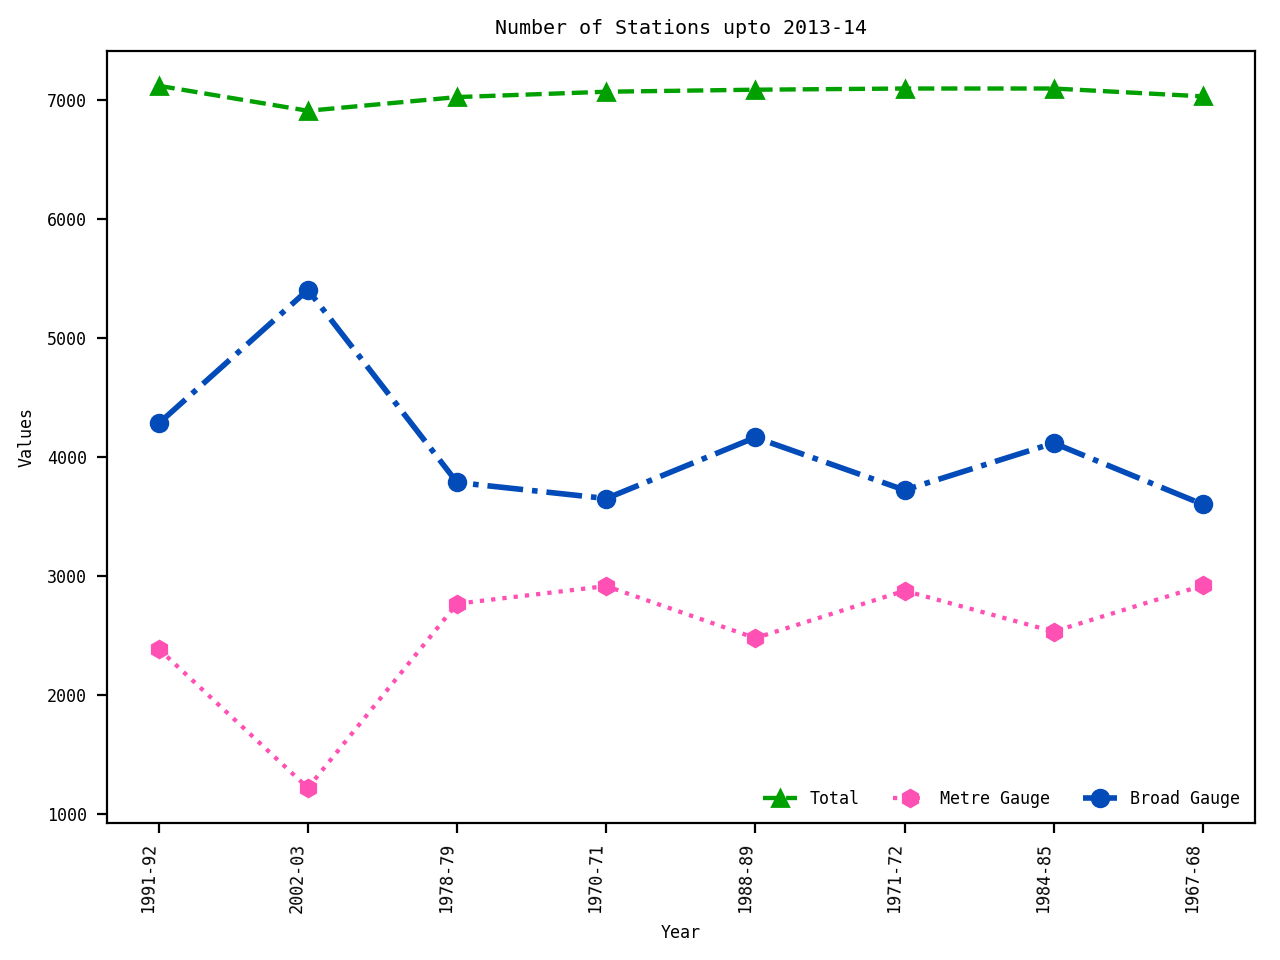 Number of Stations upto 2013-14
Values
7000
6000
5000
4000
3000
2000
1000
Total
Metre Gauge
Broad Gauge
1991-92
2002-03
1978-79
1970-71
1988-89
1971-72
1984-85
1967-68
Year